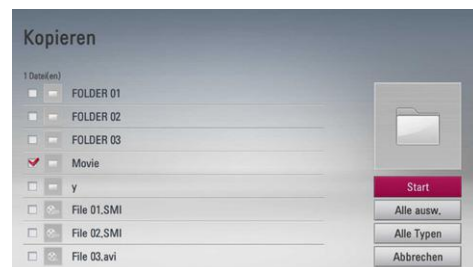 Kopieren
1 Datei(en)
FOLDER 01
FOLDER 02
FOLDER 03
Movie
y
File 01.SMI
File 02.SMI
File 03.avi
Start
Alle ausw.
Alle Typen
Abbrechen